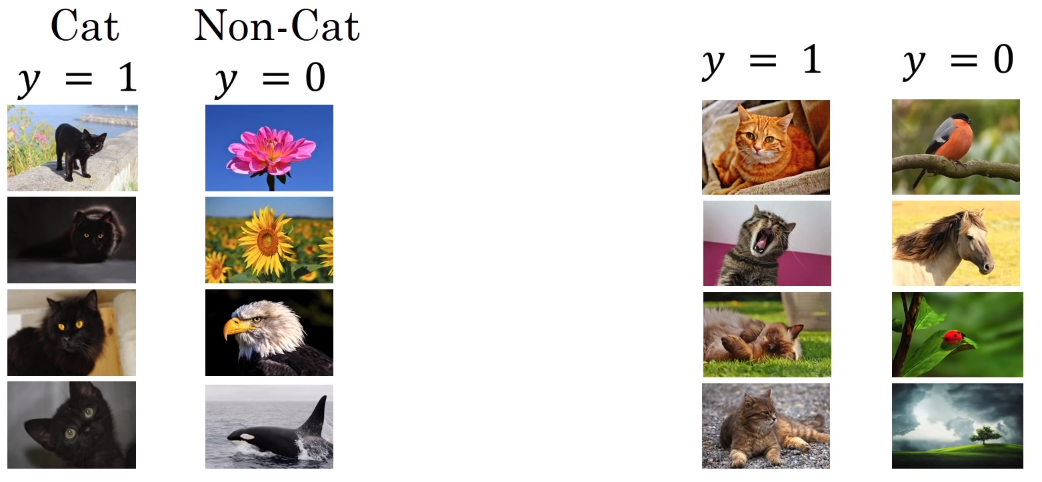 Cat Non-Cat
y = 1 y = 0 y = 1 y = 0